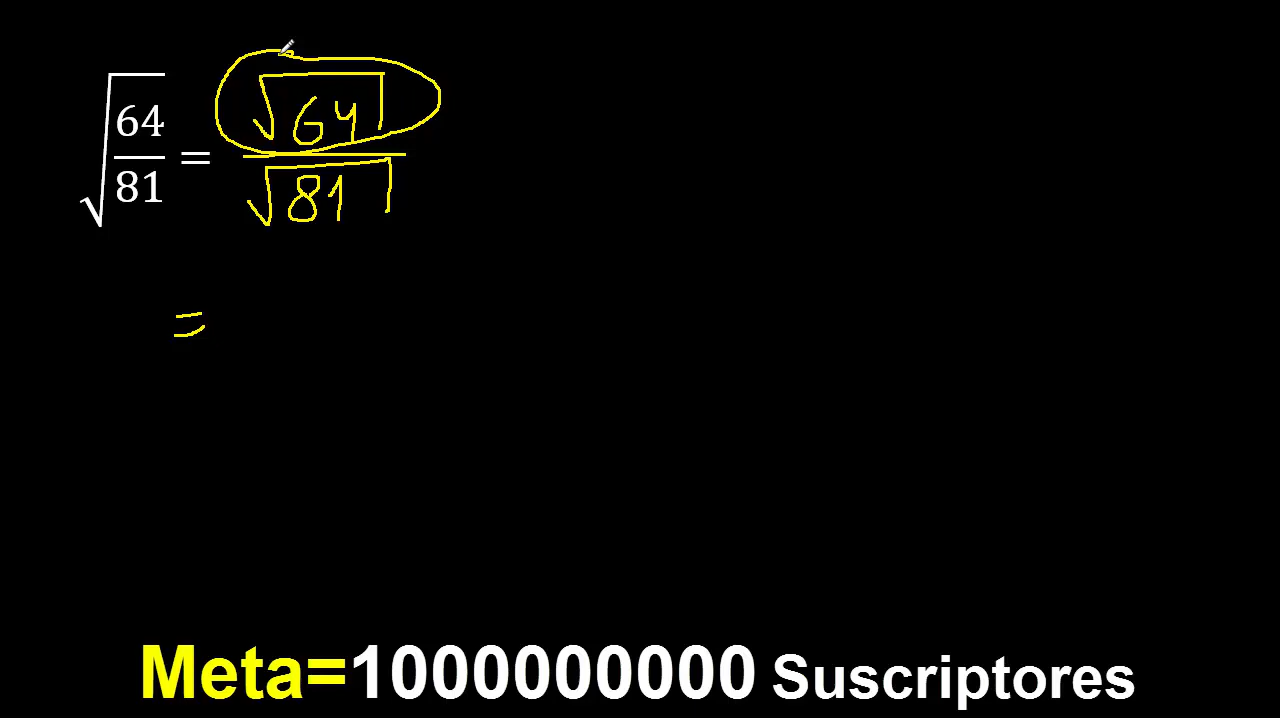 √(64/81) = √64/√81
=
Meta=1000000000 Suscriptores